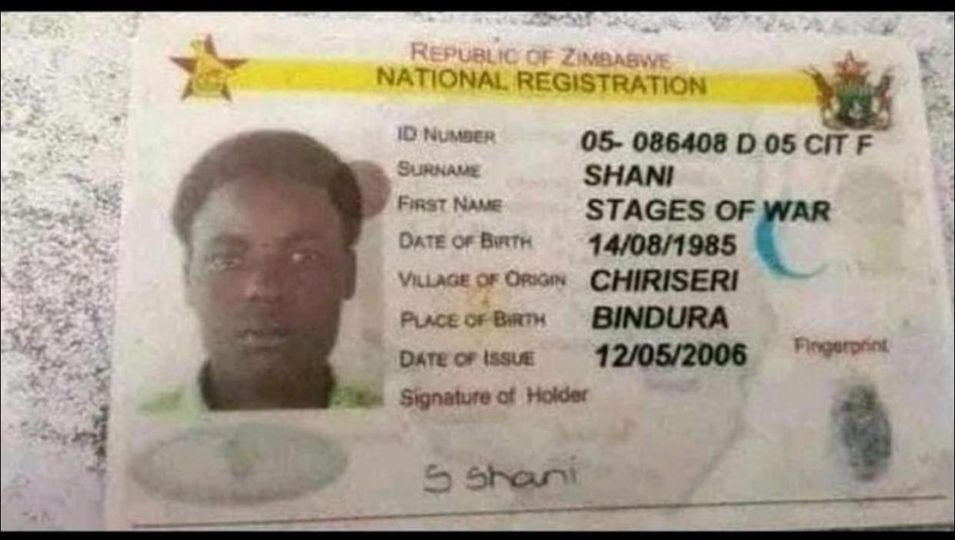 REPUBLIC OF ZIMBABWE
NATIONAL REGISTRATION
ID NUMBER 05- 086408 D 05 CIT F
SURNAME SHANI
FIRST NAME STAGES OF WAR
DATE OF BIRTH 14/08/1985
VILLAGE OF ORIGIN CHIRISERI
PLACE OF BIRTH BINDURA
DATE OF ISSUE 12/05/2006
Fingerprint
Signature of Holder
S Shani